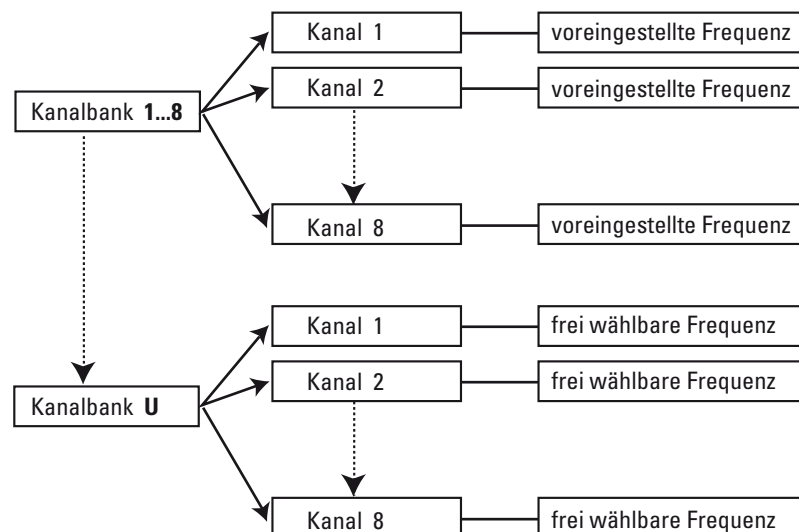 Kanal 1
voreingestellte Frequenz
Kanal 2
voreingestellte Frequenz
Kanalbank 1...8
Kanal 8
voreingestellte Frequenz
Kanal 1
frei wählbare Frequenz
Kanal 2
frei wählbare Frequenz
Kanalbank U
Kanal 8
frei wählbare Frequenz